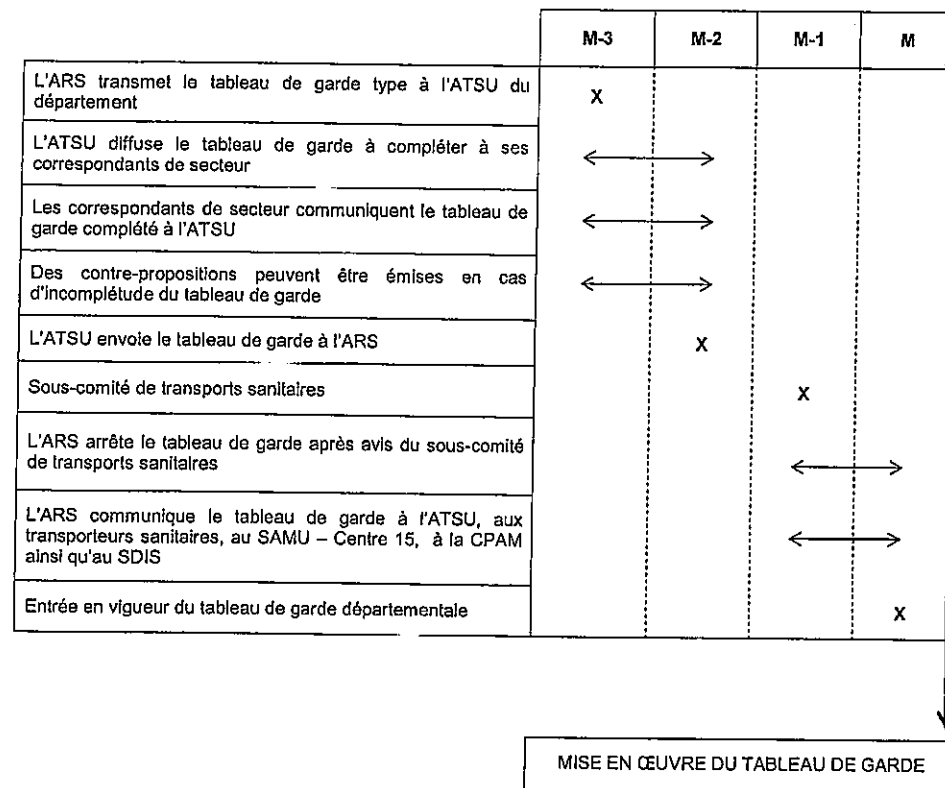 M-3 M-2 M-1 M
L'ARS transmet le tableau de garde type à l'ATSU du
département
X
L'ATSU diffuse le tableau de garde à compléter à ses
correspondants de secteur
Les correspondants de secteur communiquent le tableau de
garde complété à l'ATSU
Des contre-propositions peuvent être émises en cas
d'incomplétude du tableau de garde
L'ATSU envoie le tableau de garde à l'ARS
X
Sous-comité de transports sanitaires
X
L'ARS arrête le tableau de garde après avis du sous-comité
de transports sanitaires
L'ARS communique le tableau de garde à l'ATSU, aux
transporteurs sanitaires, au SAMU – Centre 15, à la CPAM
ainsi qu'au SDIS
Entrée en vigueur du tableau de garde départementale
X
MISE EN ŒUVRE DU TABLEAU DE GARDE